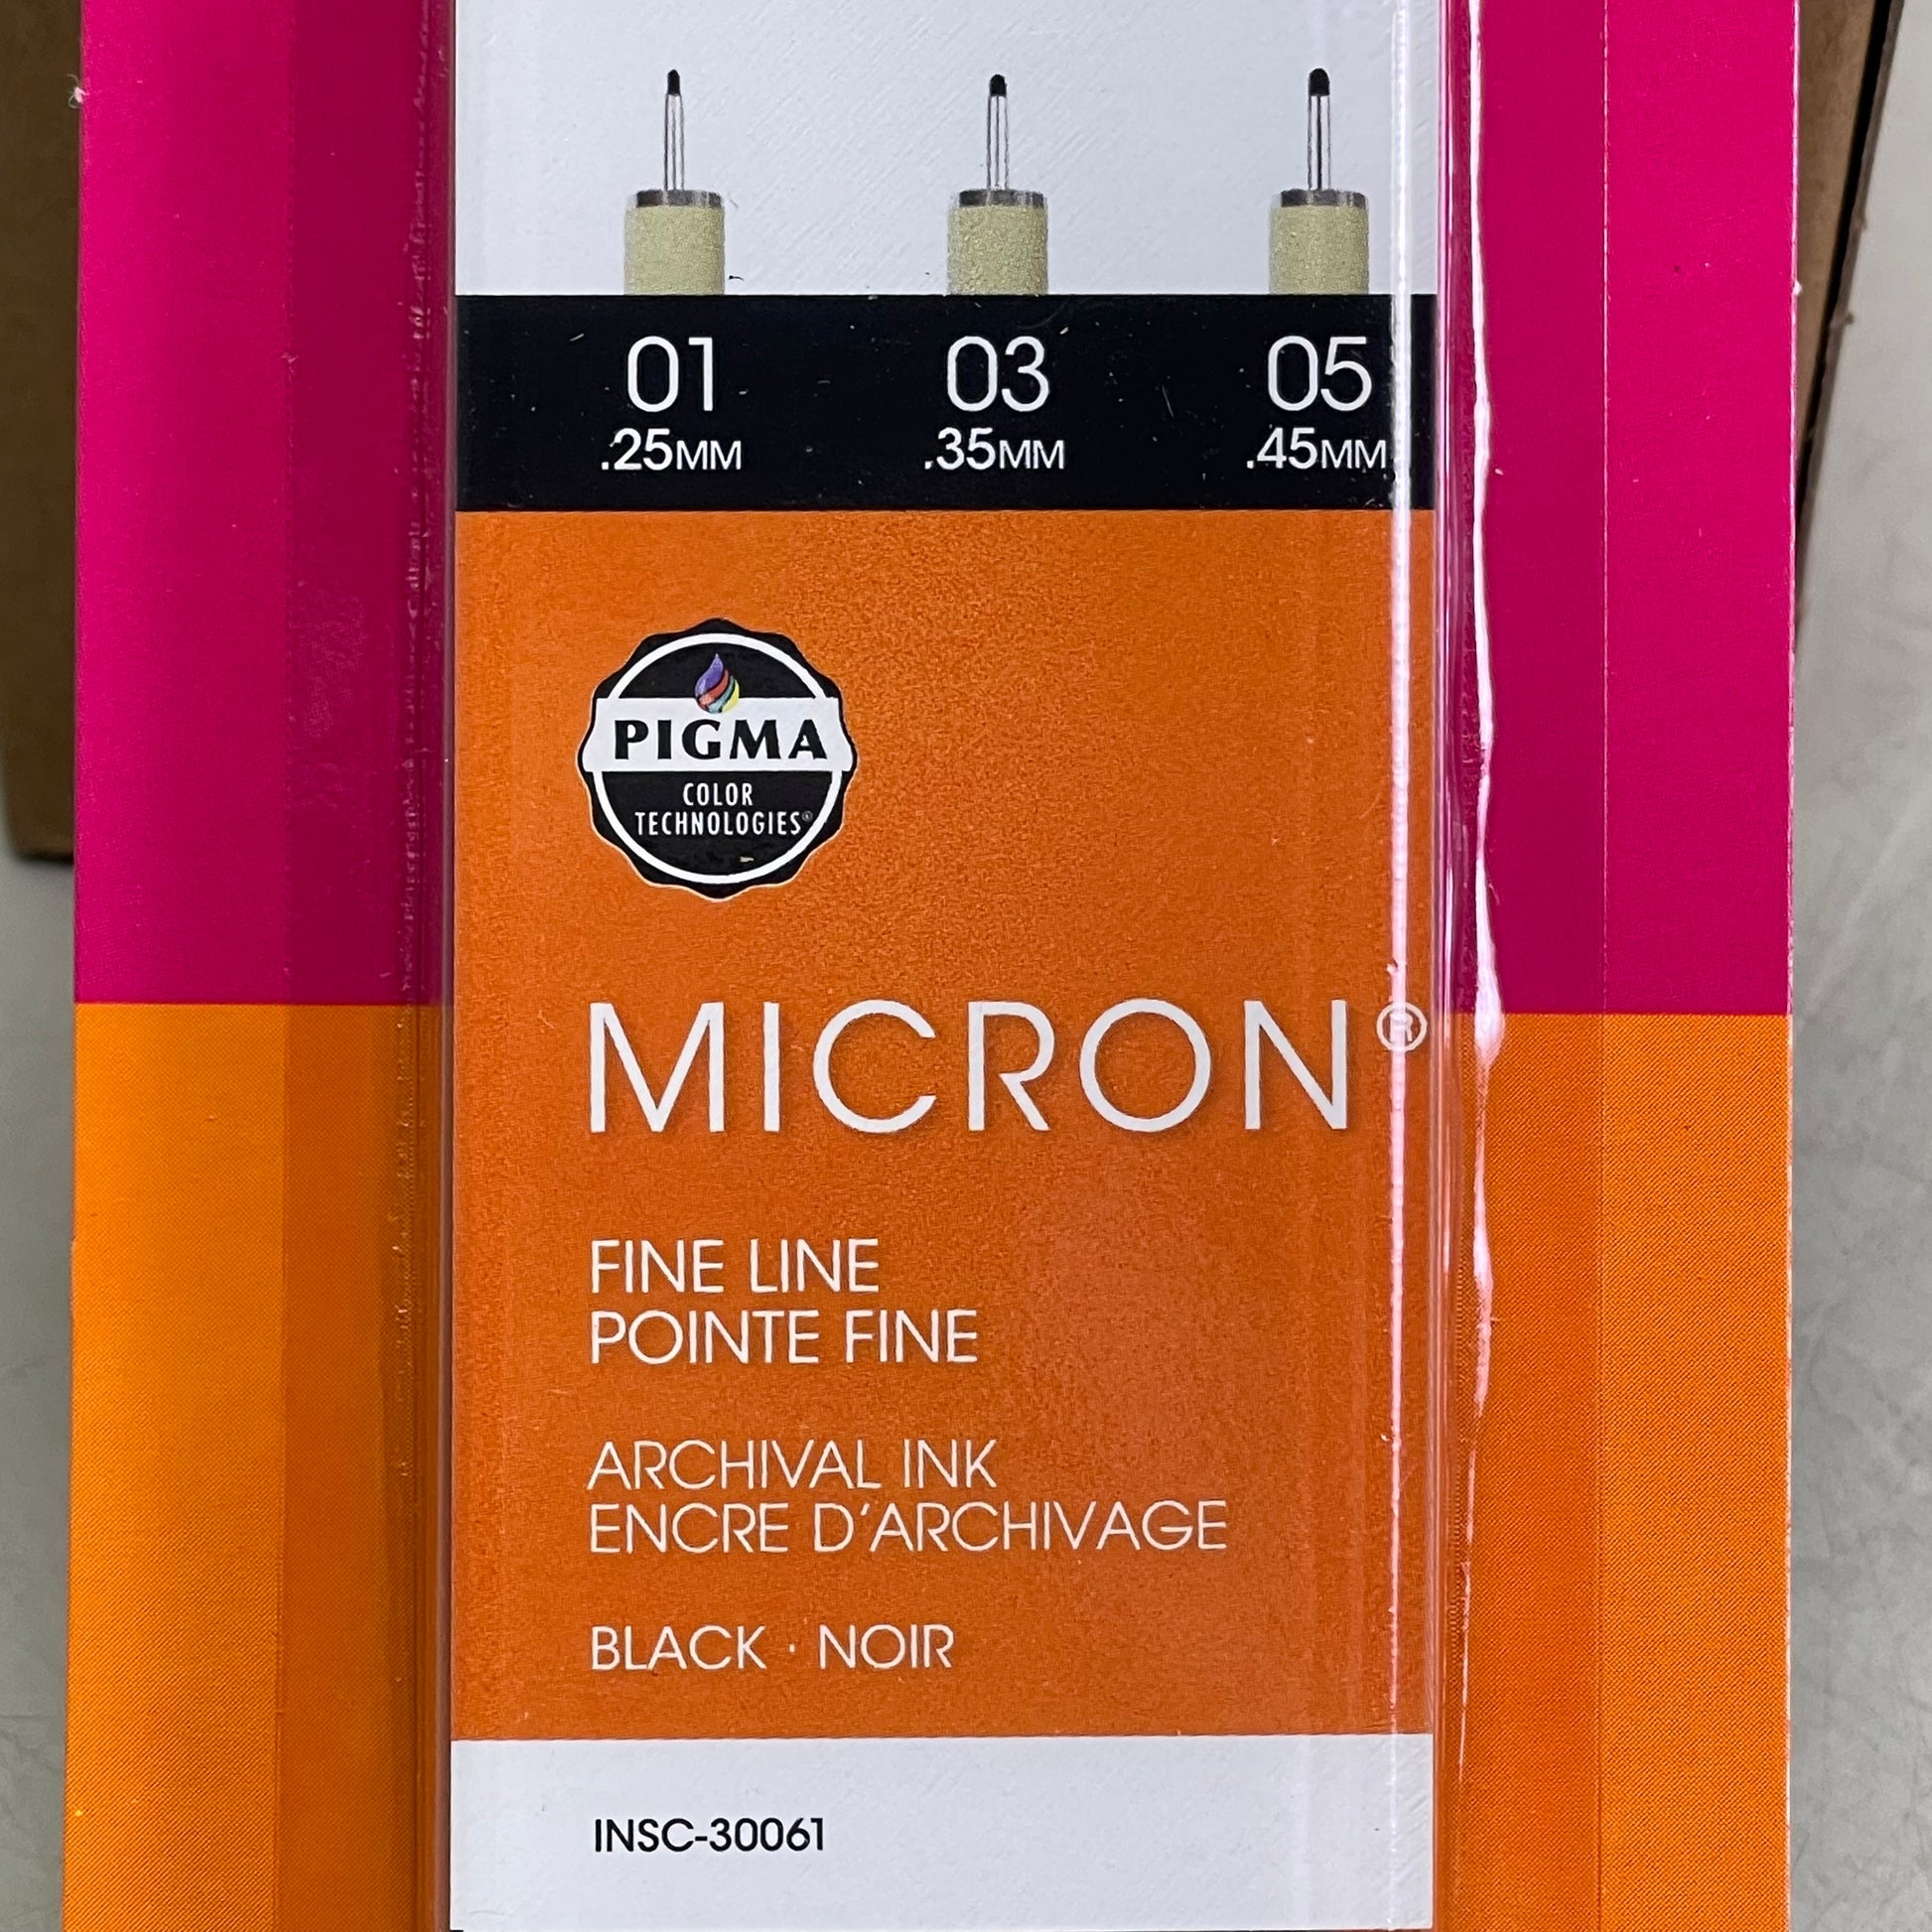 01 03 05
.25MM .35MM .45MM
PIGMA
COLOR
TECHNOLOGIES®
MICRON®
FINE LINE
POINTE FINE
ARCHIVAL INK
ENCRE D'ARCHIVAGE
BLACK · NOIR
INSC-30061